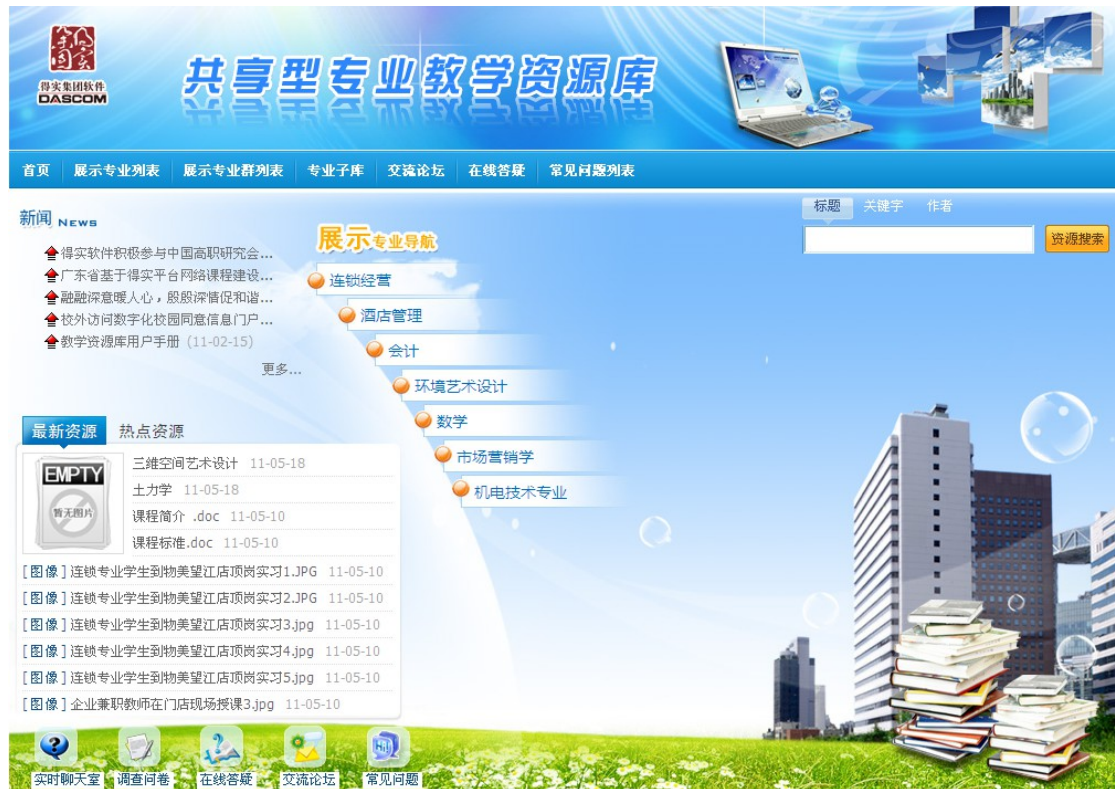 得实集团软件
DASCOM
共享型专业教学资源库
首页 展示专业列表 展示专业群列表 专业子库 交流论坛 在线答疑 常见问题列表
新闻 News
得实软件积极参与中国高职研究会...
广东省基于得实平台网络课程建设...
融融深意暖人心，殷殷深情促和谐...
校外访问数字化校园同意信息门户...
教学资源库用户手册 (11-02-15)
更多...
展示专业导航
连锁经营
酒店管理
会计
环境艺术设计
数学
市场营销学
机电技术专业
标题 关键字 作者
资源搜索
最新资源 热点资源
EMPTY
暂无图片
三维空间艺术设计 11-05-18
土力学 11-05-18
课程简介 .doc 11-05-10
课程标准.doc 11-05-10
[图像]连锁专业学生到物美望江店顶岗实习1.JPG 11-05-10
[图像]连锁专业学生到物美望江店顶岗实习2.JPG 11-05-10
[图像]连锁专业学生到物美望江店顶岗实习3.jpg 11-05-10
[图像]连锁专业学生到物美望江店顶岗实习4.jpg 11-05-10
[图像]连锁专业学生到物美望江店顶岗实习5.jpg 11-05-10
[图像]企业兼职教师在门店现场授课3.jpg 11-05-10
实时聊天室 调查问卷 在线答疑 交流论坛 常见问题